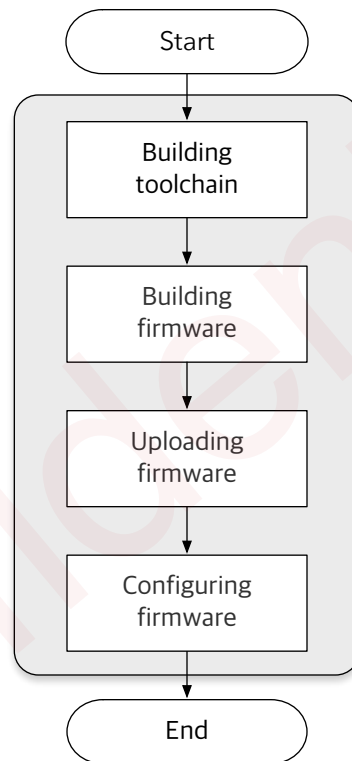 Start
Building
toolchain
Building
firmware
Uploading
firmware
Configuring
firmware
End